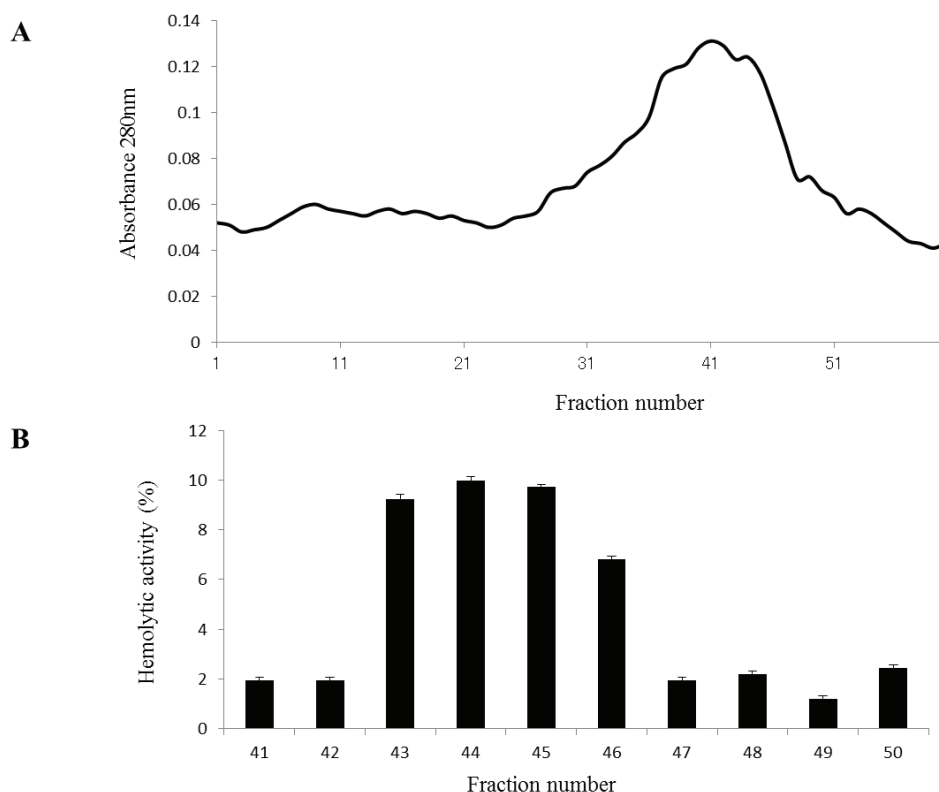 A
Absorbance 280nm
0.14
0.12
0.1
0.08
0.06
0.04
0.02
0
1 11 21 31 41 51
Fraction number
B
Hemolytic activity (%)
12
10
8
6
4
2
0
41 42 43 44 45 46 47 48 49 50
Fraction number